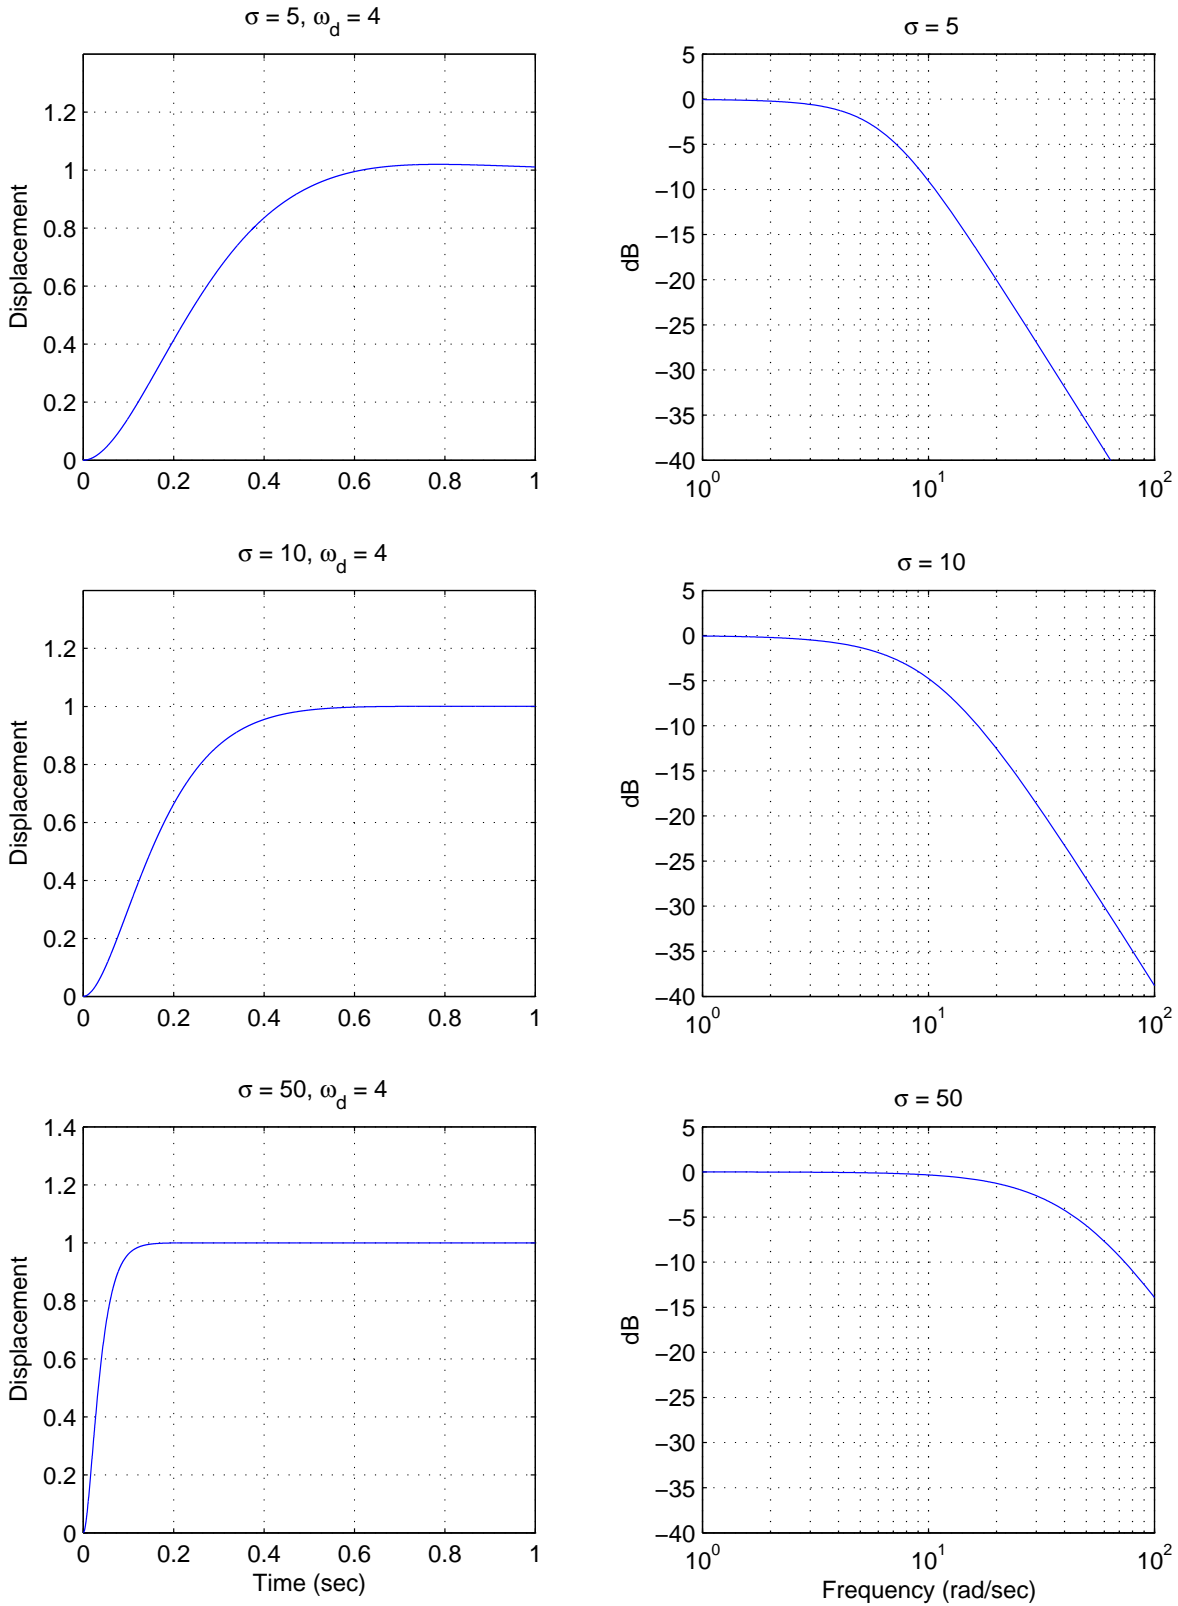 σ = 5, ω_d = 4
Displacement
1.2
1
0.8
0.6
0.4
0.2
0
0 0.2 0.4 0.6 0.8 1
σ = 5
dB
5
0
−5
−10
−15
−20
−25
−30
−35
−40
10^0 10^1 10^2
σ = 10, ω_d = 4
Displacement
1.2
1
0.8
0.6
0.4
0.2
0
0 0.2 0.4 0.6 0.8 1
σ = 10
dB
5
0
−5
−10
−15
−20
−25
−30
−35
−40
10^0 10^1 10^2
σ = 50, ω_d = 4
Displacement
1.4
1.2
1
0.8
0.6
0.4
0.2
0
0 0.2 0.4 0.6 0.8 1
Time (sec)
σ = 50
dB
5
0
−5
−10
−15
−20
−25
−30
−35
−40
10^0 10^1 10^2
Frequency (rad/sec)